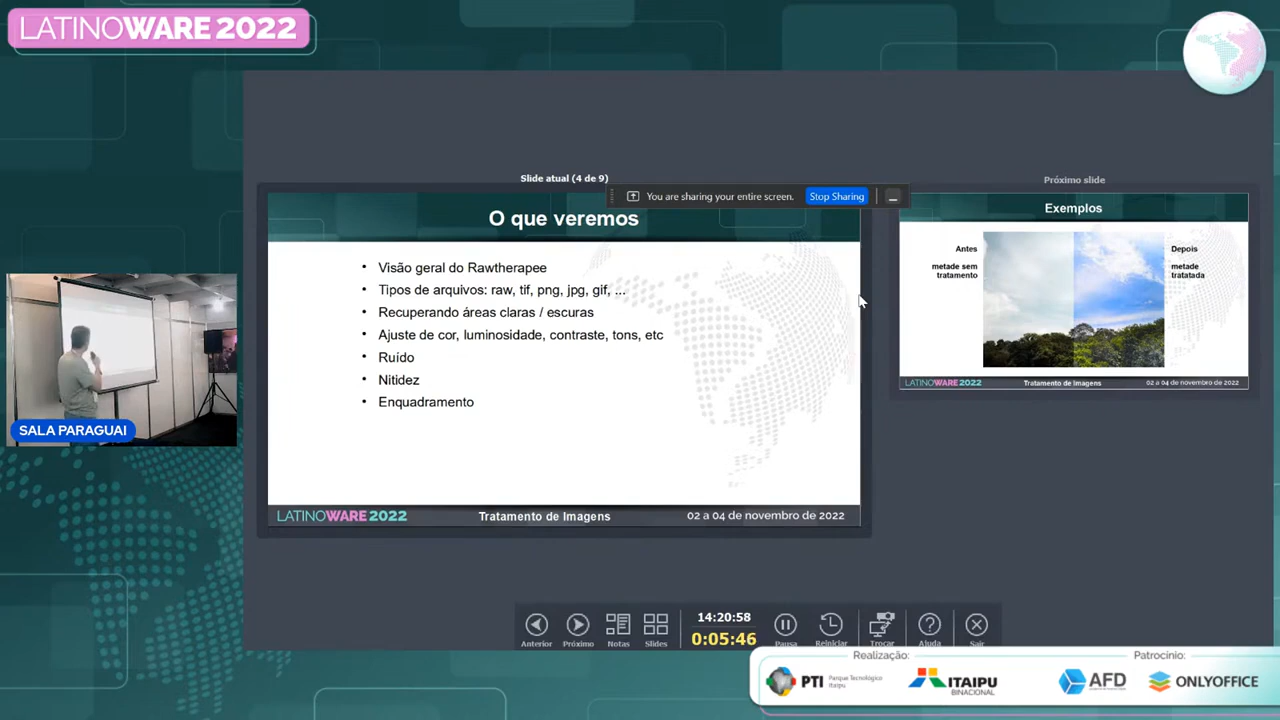 LATINOWARE 2022
Slide atual (4 de 9)
You are sharing your entire screen.
Stop Sharing
O que veremos
• Visão geral do Rawtherapee
• Tipos de arquivos: raw, tif, png, jpg, gif, ...
• Recuperando áreas claras / escuras
• Ajuste de cor, luminosidade, contraste, tons, etc
• Ruído
• Nitidez
• Enquadramento
LATINOWARE 2022
Tratamento de Imagens
02 a 04 de novembro de 2022
Próximo slide
Exemplos
Antes
metade sem
tratamento
Depois
metade
tratatada
LATINOWARE 2022
Tratamento de Imagens
02 a 04 de novembro de 2022
SALA PARAGUAI
Anterior
Próximo
Notas
Slides
14:20:58
0:05:46
Pausa
Reiniciar
Trocar
Ajuda
Sair
Realização:
PTI Parque Tecnológico
Itaipu
ITAIPU
BINACIONAL
Patrocínio:
AFD
ONLYOFFICE